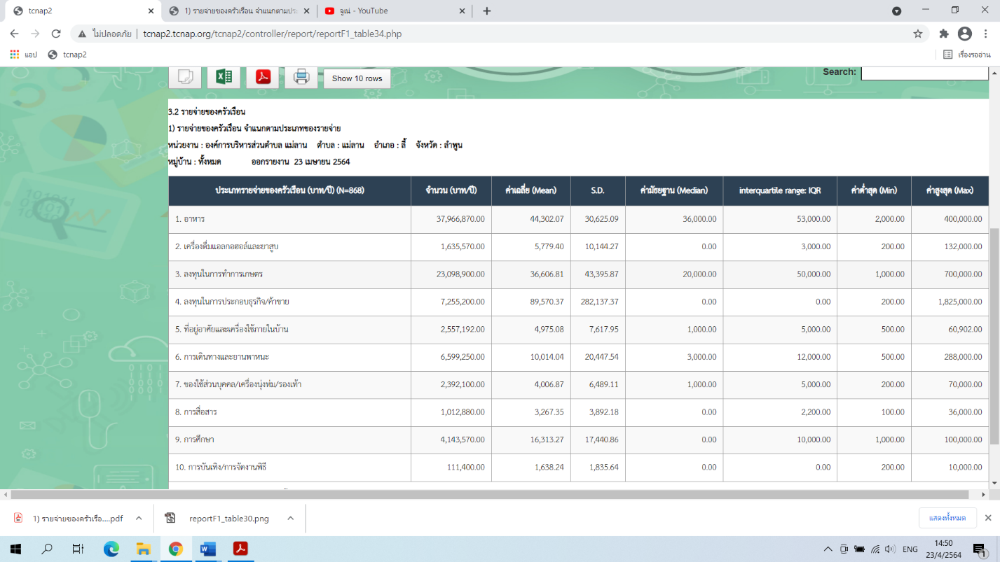 tcnap2
1) รายจ่ายของครัวเรือน จำแนกตามประ
จูณ์ - YouTube
ไม่ปลอดภัย | tcnap2.tcnap.org/tcnap2/controller/report/reportF1_table34.php
แอป tcnap2 เรื่องรออ่าน
Show 10 rows Search:
3.2 รายจ่ายของครัวเรือน
1) รายจ่ายของครัวเรือน จำแนกตามประเภทของรายจ่าย
หน่วยงาน : องค์การบริหารส่วนตำบล แม่ลาน ตำบล : แม่ลาน อำเภอ : ลี้ จังหวัด : ลำพูน
หมู่บ้าน : ทั้งหมด ออกรายงาน 23 เมษายน 2564
ประเภทรายจ่ายของครัวเรือน (บาท/ปี) (N=868) จำนวน (บาท/ปี) ค่าเฉลี่ย (Mean) S.D. ค่ามัธยฐาน (Median) interquartile range: IQR ค่าต่ำสุด (Min) ค่าสูงสุด (Max)
1. อาหาร 37,966,870.00 44,302.07 30,625.09 36,000.00 53,000.00 2,000.00 400,000.00
2. เครื่องดื่มแอลกอฮอล์และยาสูบ 1,635,570.00 5,779.40 10,144.27 0.00 3,000.00 200.00 132,000.00
3. ลงทุนในการทำการเกษตร 23,098,900.00 36,606.81 43,395.87 20,000.00 50,000.00 1,000.00 700,000.00
4. ลงทุนในการประกอบธุรกิจ/ค้าขาย 7,255,200.00 89,570.37 282,137.37 0.00 0.00 200.00 1,825,000.00
5. ที่อยู่อาศัยและเครื่องใช้ภายในบ้าน 2,557,192.00 4,975.08 7,617.95 1,000.00 5,000.00 500.00 60,902.00
6. การเดินทางและยานพาหนะ 6,599,250.00 10,014.04 20,447.54 3,000.00 12,000.00 500.00 288,000.00
7. ของใช้ส่วนบุคคล/เครื่องนุ่งห่ม/รองเท้า 2,392,100.00 4,006.87 6,489.11 1,000.00 5,000.00 200.00 70,000.00
8. การสื่อสาร 1,012,880.00 3,267.35 3,892.18 0.00 2,200.00 100.00 36,000.00
9. การศึกษา 4,143,570.00 16,313.27 17,440.86 0.00 10,000.00 1,000.00 100,000.00
10. การบันเทิง/การจัดงานพิธี 111,400.00 1,638.24 1,835.64 0.00 0.00 200.00 10,000.00
1) รายจ่ายของครัวเรือ....pdf reportF1_table30.png แสดงทั้งหมด
ENG
14:50
23/4/2564
1